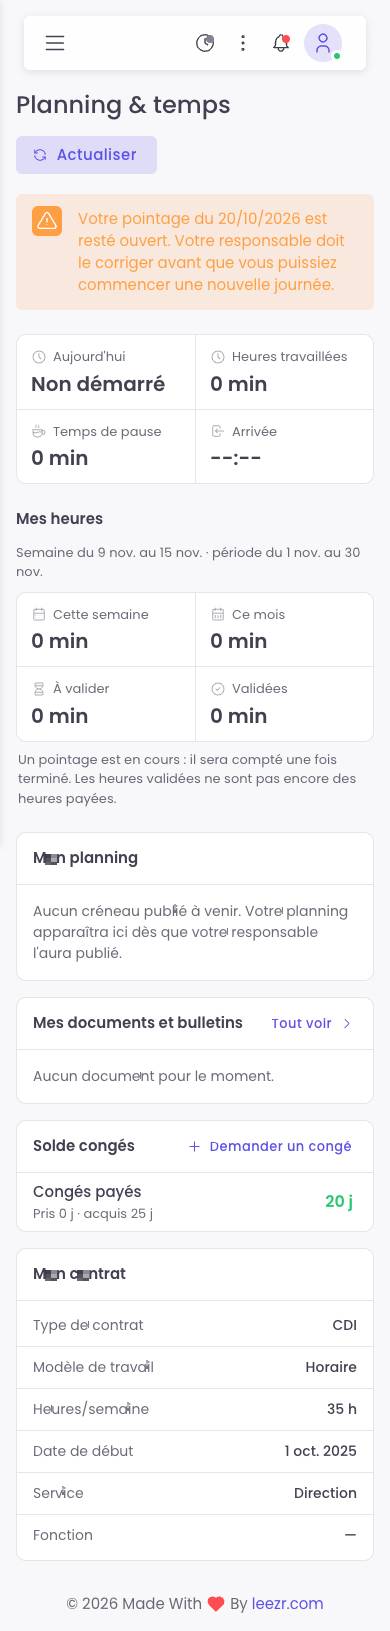 Planning & temps
Actualiser
Votre pointage du 20/10/2026 est
resté ouvert. Votre responsable doit
le corriger avant que vous puissiez
commencer une nouvelle journée.
Aujourd'hui
Non démarré
Heures travaillées
0 min
Temps de pause
0 min
Arrivée
--:--
Mes heures
Semaine du 9 nov. au 15 nov. · période du 1 nov. au 30
nov.
Cette semaine
0 min
Ce mois
0 min
À valider
0 min
Validées
0 min
Un pointage est en cours : il sera compté une fois
terminé. Les heures validées ne sont pas encore des
heures payées.
Mon planning
Aucun créneau publié à venir. Votre planning
apparaîtra ici dès que votre responsable
l'aura publié.
Mes documents et bulletins
Tout voir
Aucun document pour le moment.
Solde congés
Demander un congé
Congés payés
20 j
Pris 0 j · acquis 25 j
Mon contrat
Type de contrat
CDI
Modèle de travail
Horaire
Heures/semaine
35 h
Date de début
1 oct. 2025
Service
Direction
Fonction
—
© 2026 Made With ❤ By leezr.com